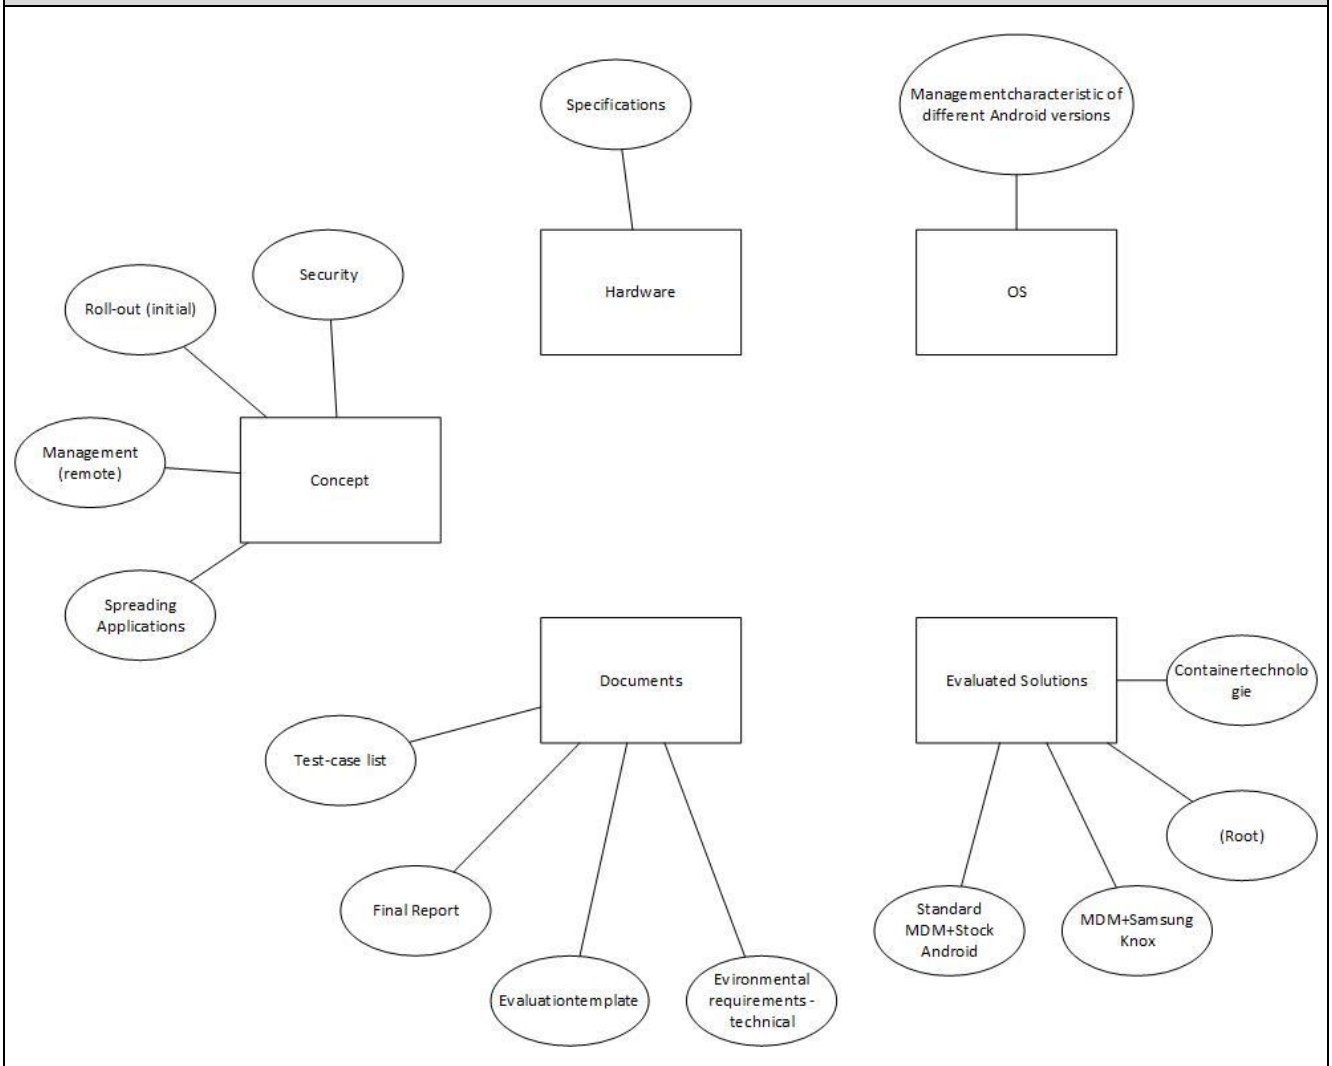 Specifications
Managementcharacteristic of
different Android versions
Security
Roll-out (initial)
Hardware
OS
Management
(remote)
Concept
Spreading
Applications
Documents
Evaluated Solutions
Containertechnolo
gie
Test-case list
(Root)
Final Report
Standard
MDM+Stock
Android
MDM+Samsung
Knox
Evaluationtemplate
Evironmental
requirements -
technical